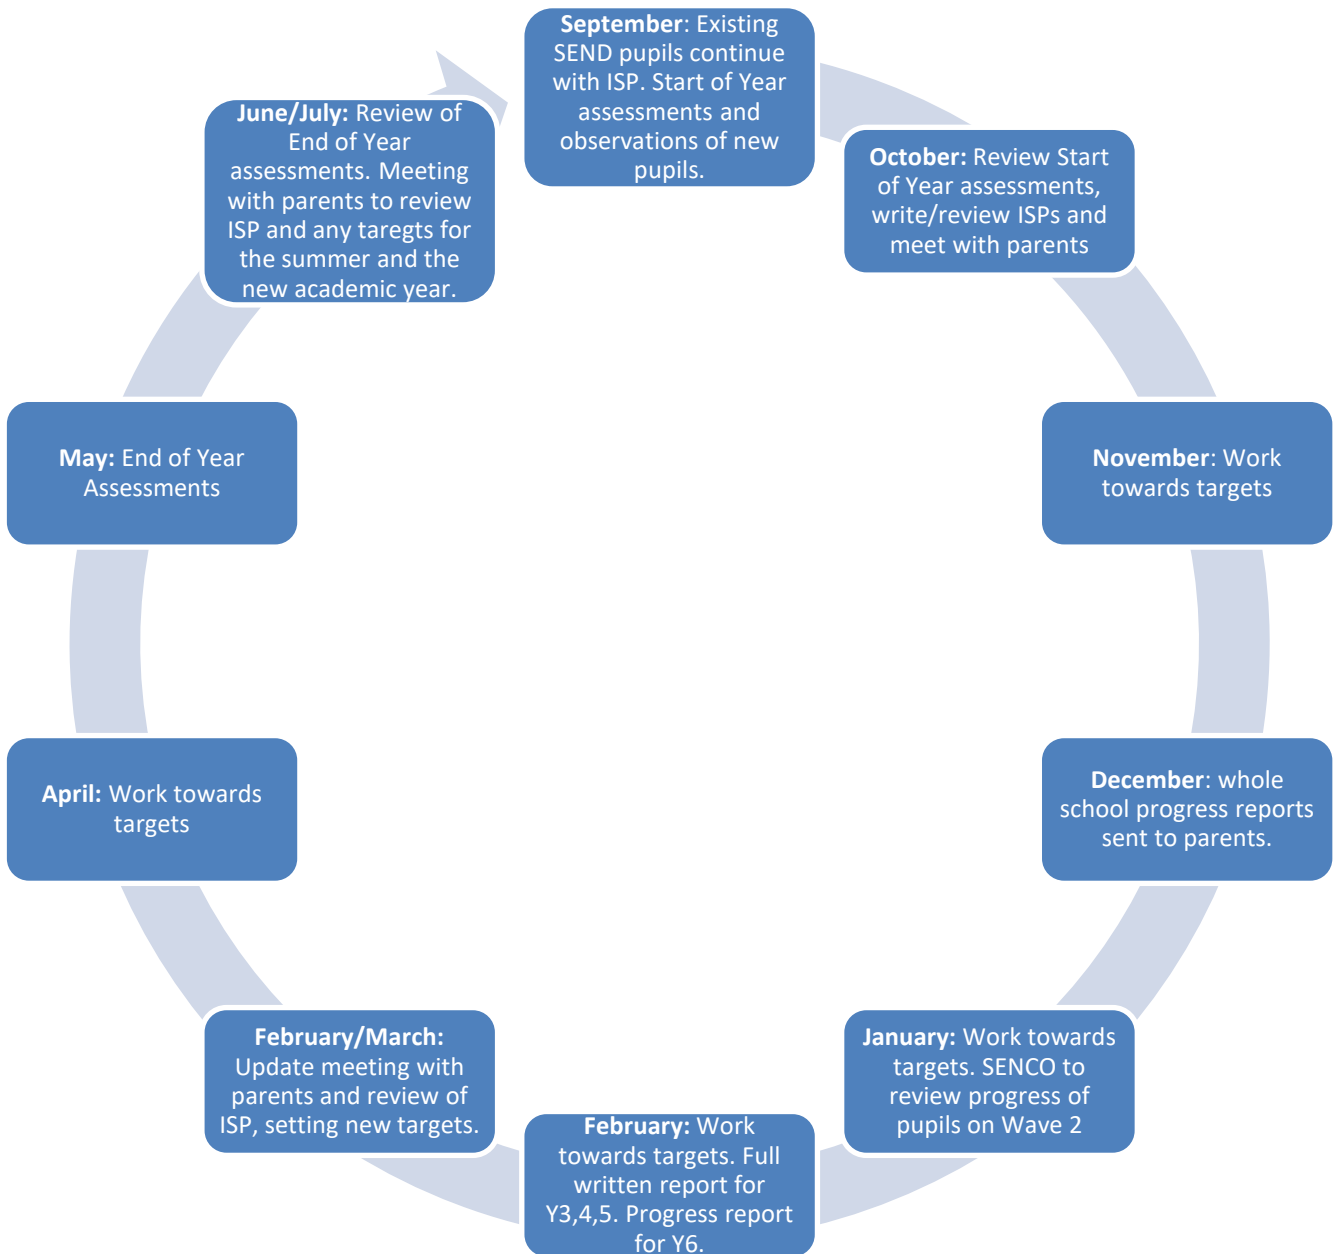 September: Existing
SEND pupils continue
with ISP. Start of Year
assessments and
observations of new
pupils.
October: Review Start
of Year assessments,
write/review ISPs and
meet with parents
November: Work
towards targets
December: whole
school progress reports
sent to parents.
January: Work towards
targets. SENCO to
review progress of
pupils on Wave 2
February: Work
towards targets. Full
written report for
Y3,4,5. Progress report
for Y6.
February/March:
Update meeting with
parents and review of
ISP, setting new targets.
April: Work towards
targets
May: End of Year
Assessments
June/July: Review of
End of Year
assessments. Meeting
with parents to review
ISP and any taregts for
the summer and the
new academic year.